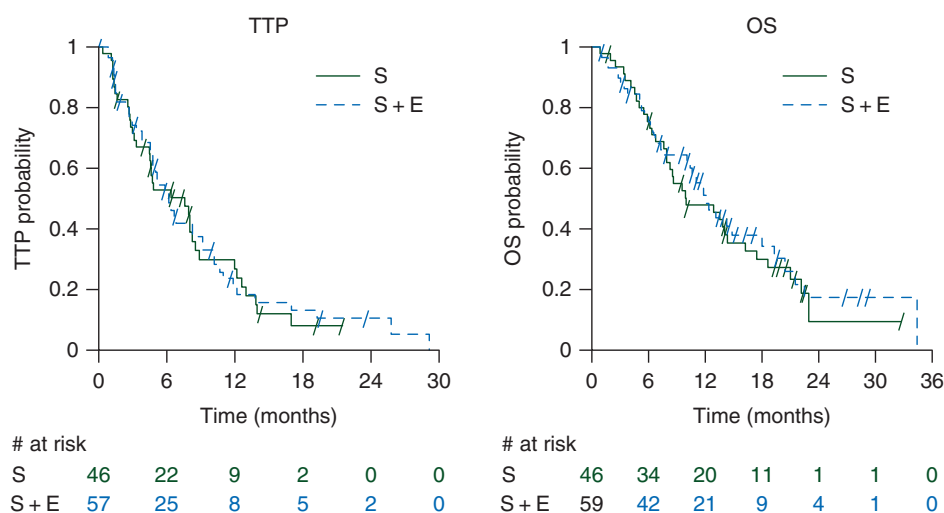 TTP
1
0.8
0.6
0.4
0.2
0
TTP probability
S
S + E
0 6 12 18 24 30
Time (months)
# at risk
S 46 22 9 2 0 0
S + E 57 25 8 5 2 0
OS
1
0.8
0.6
0.4
0.2
0
OS probability
S
S + E
0 6 12 18 24 30 36
Time (months)
# at risk
S 46 34 20 11 1 1 0
S + E 59 42 21 9 4 1 0